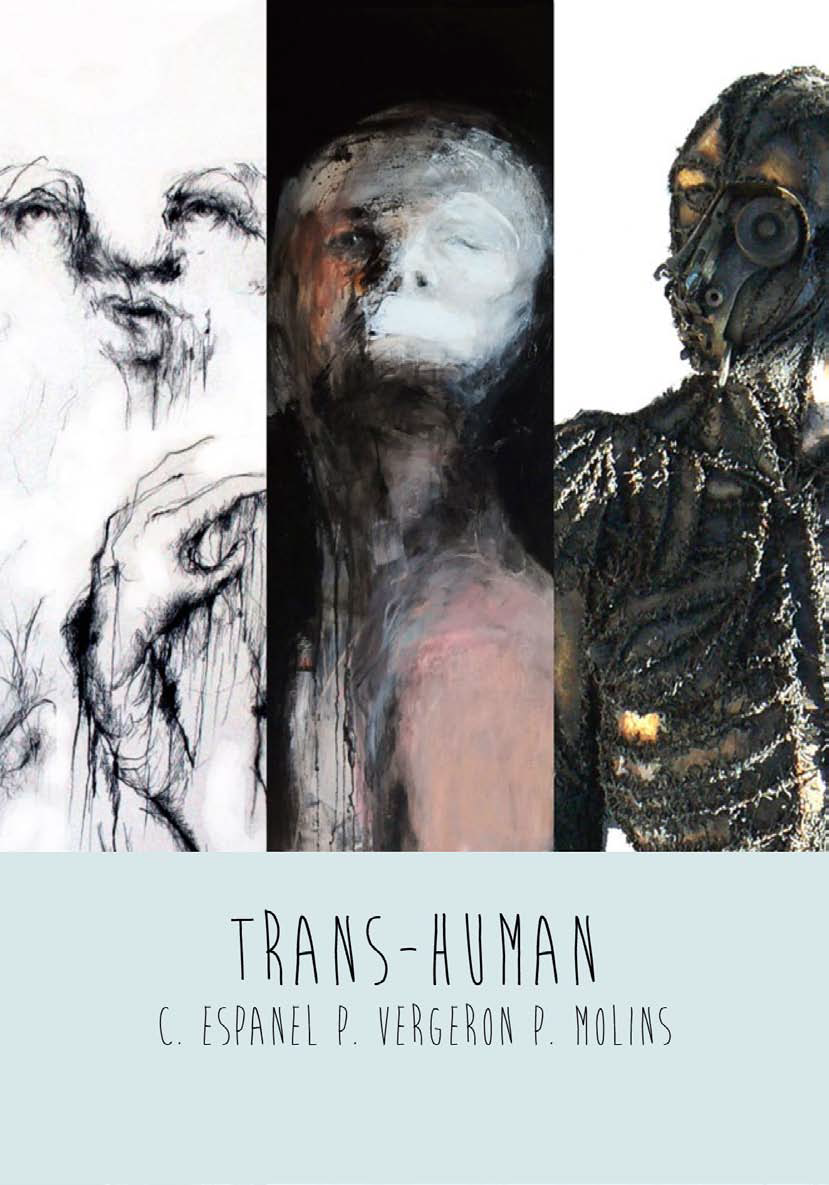 TRANS-HUMAN
C. ESPANEL P. VERGERON P. MOLINS